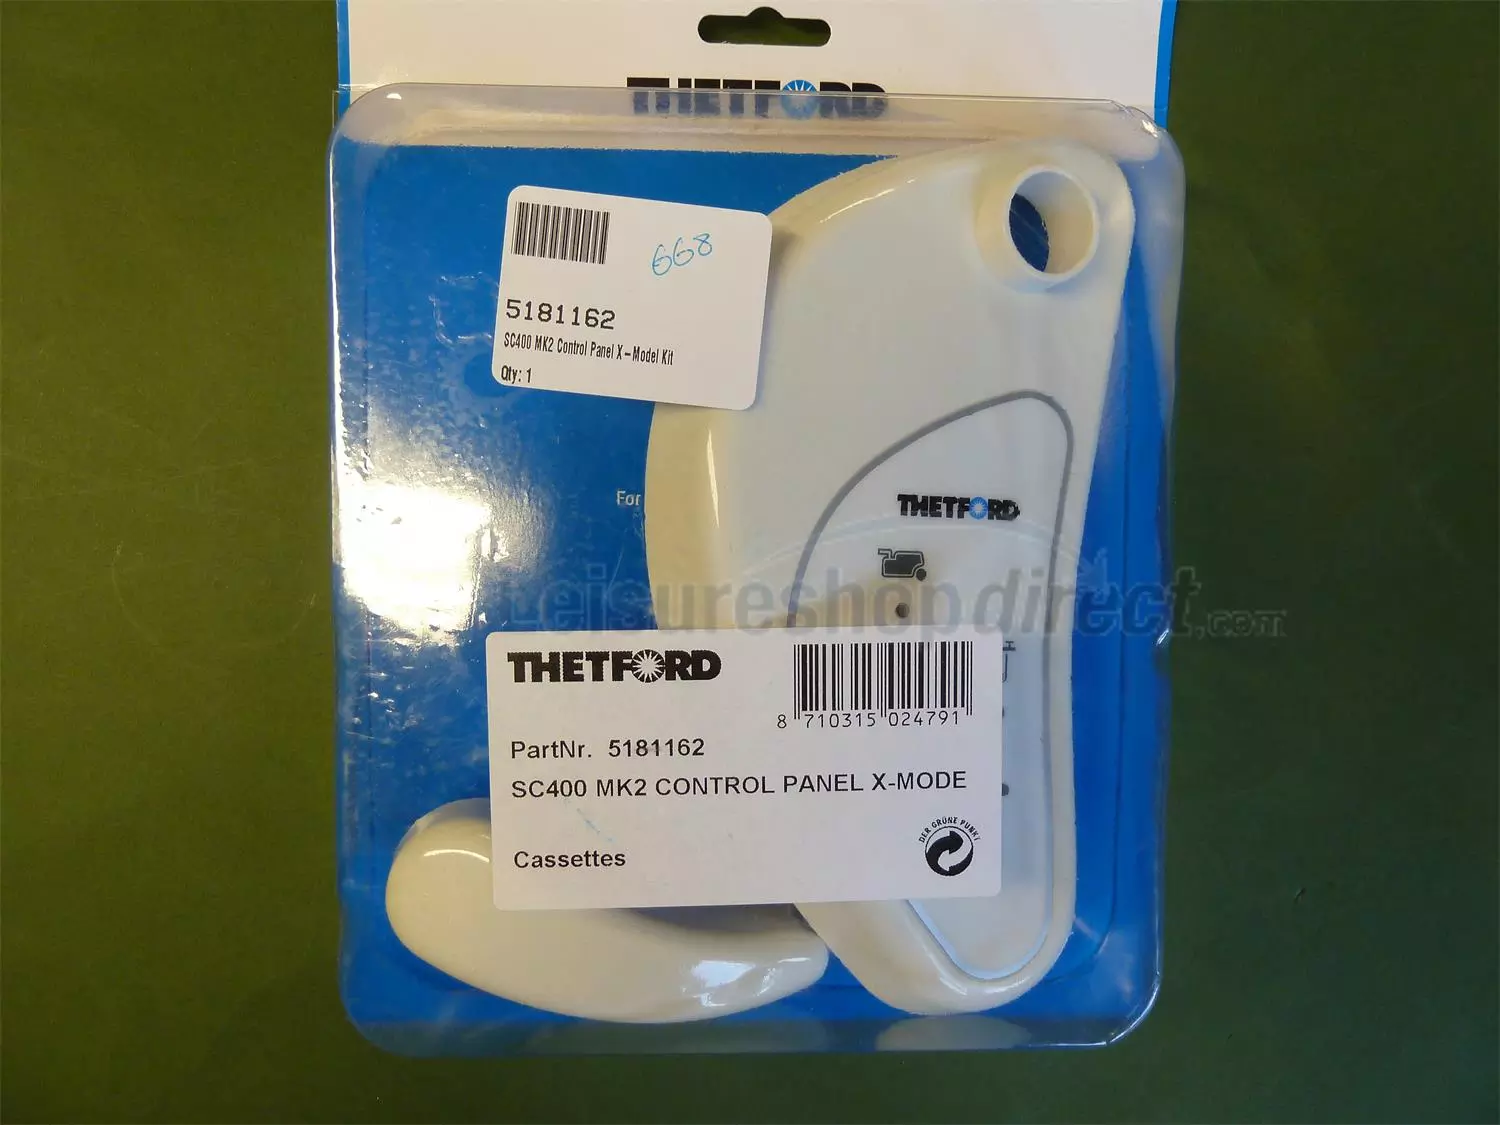 THETFORD
668
5181162
SC400 MK2 Control Panel X-Model Kit
Qty: 1
For
THETFORD
Leisureshopdirect.com
THETFORD
8 710315 024791
PartNr. 5181162
SC400 MK2 CONTROL PANEL X-MODE
DER GRÜNE PUNKT
Cassettes